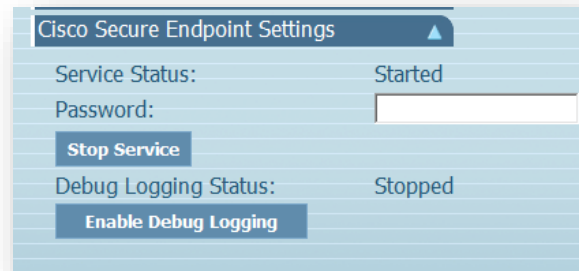 Cisco Secure Endpoint Settings
Service Status: Started
Password:
Stop Service
Debug Logging Status: Stopped
Enable Debug Logging